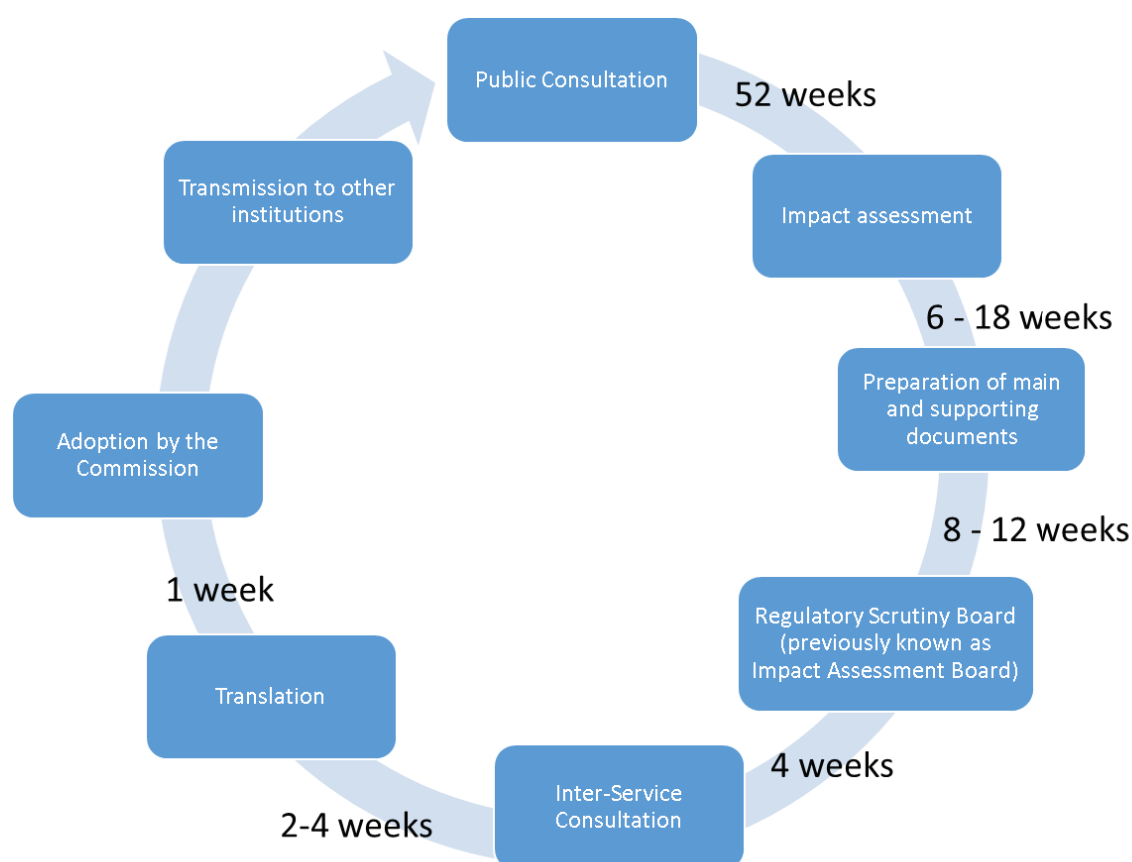 Public Consultation
52 weeks
Impact assessment
6 - 18 weeks
Preparation of main
and supporting
documents
8 - 12 weeks
Regulatory Scrutiny Board
(previously known as
Impact Assessment Board)
4 weeks
Inter-Service
Consultation
2-4 weeks
Translation
1 week
Adoption by the
Commission
Transmission to other
institutions